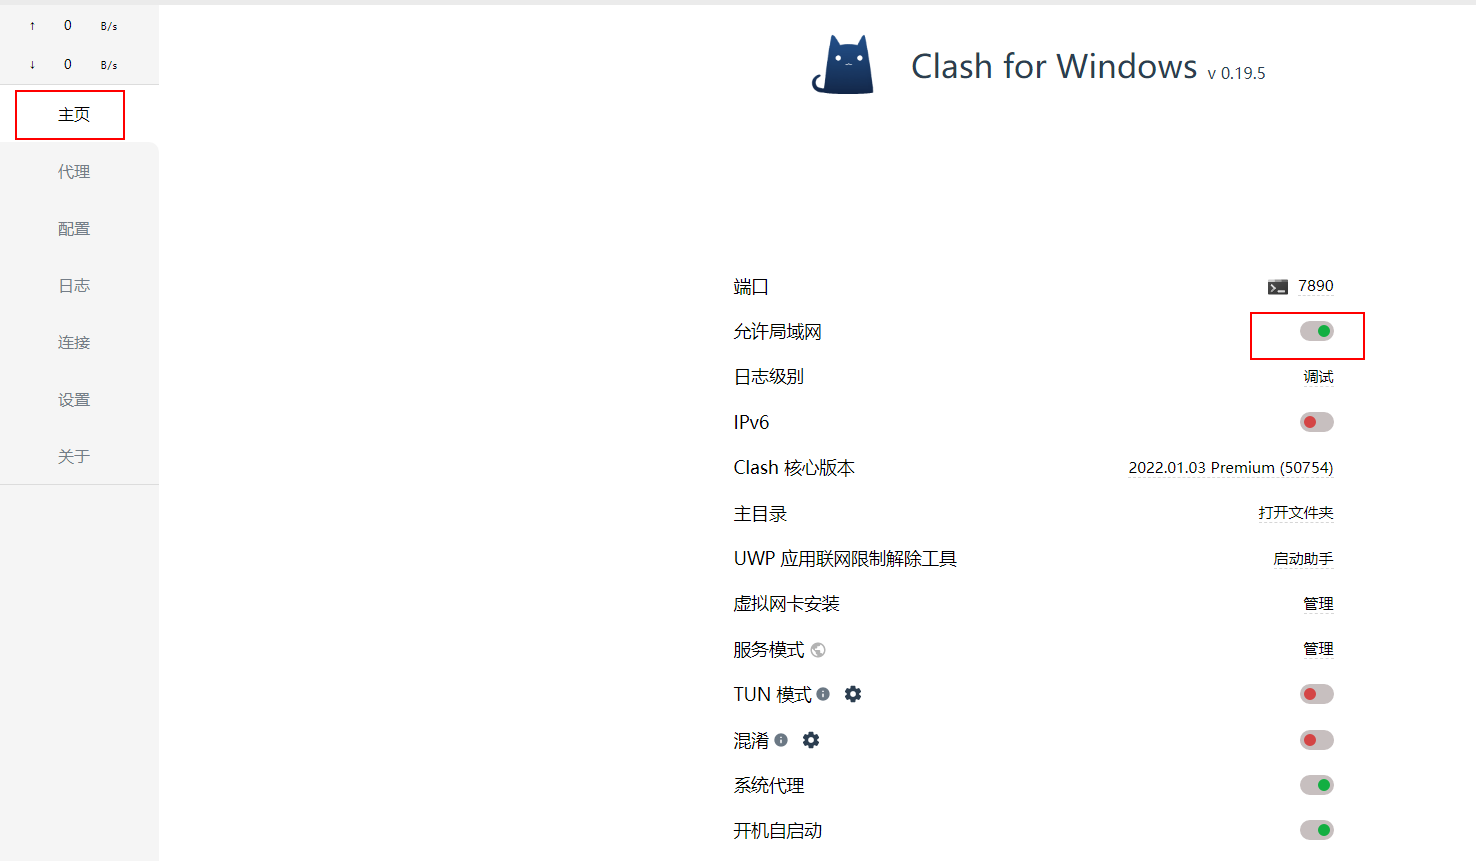 ↑ 0 B/s
↓ 0 B/s
主页
代理
配置
日志
连接
设置
关于
Clash for Windows v 0.19.5
端口 7890
允许局域网
日志级别 调试
IPv6
Clash 核心版本 2022.01.03 Premium (50754)
主目录 打开文件夹
UWP 应用联网限制解除工具 启动助手
虚拟网卡安装 管理
服务模式 管理
TUN 模式
混淆
系统代理
开机自启动